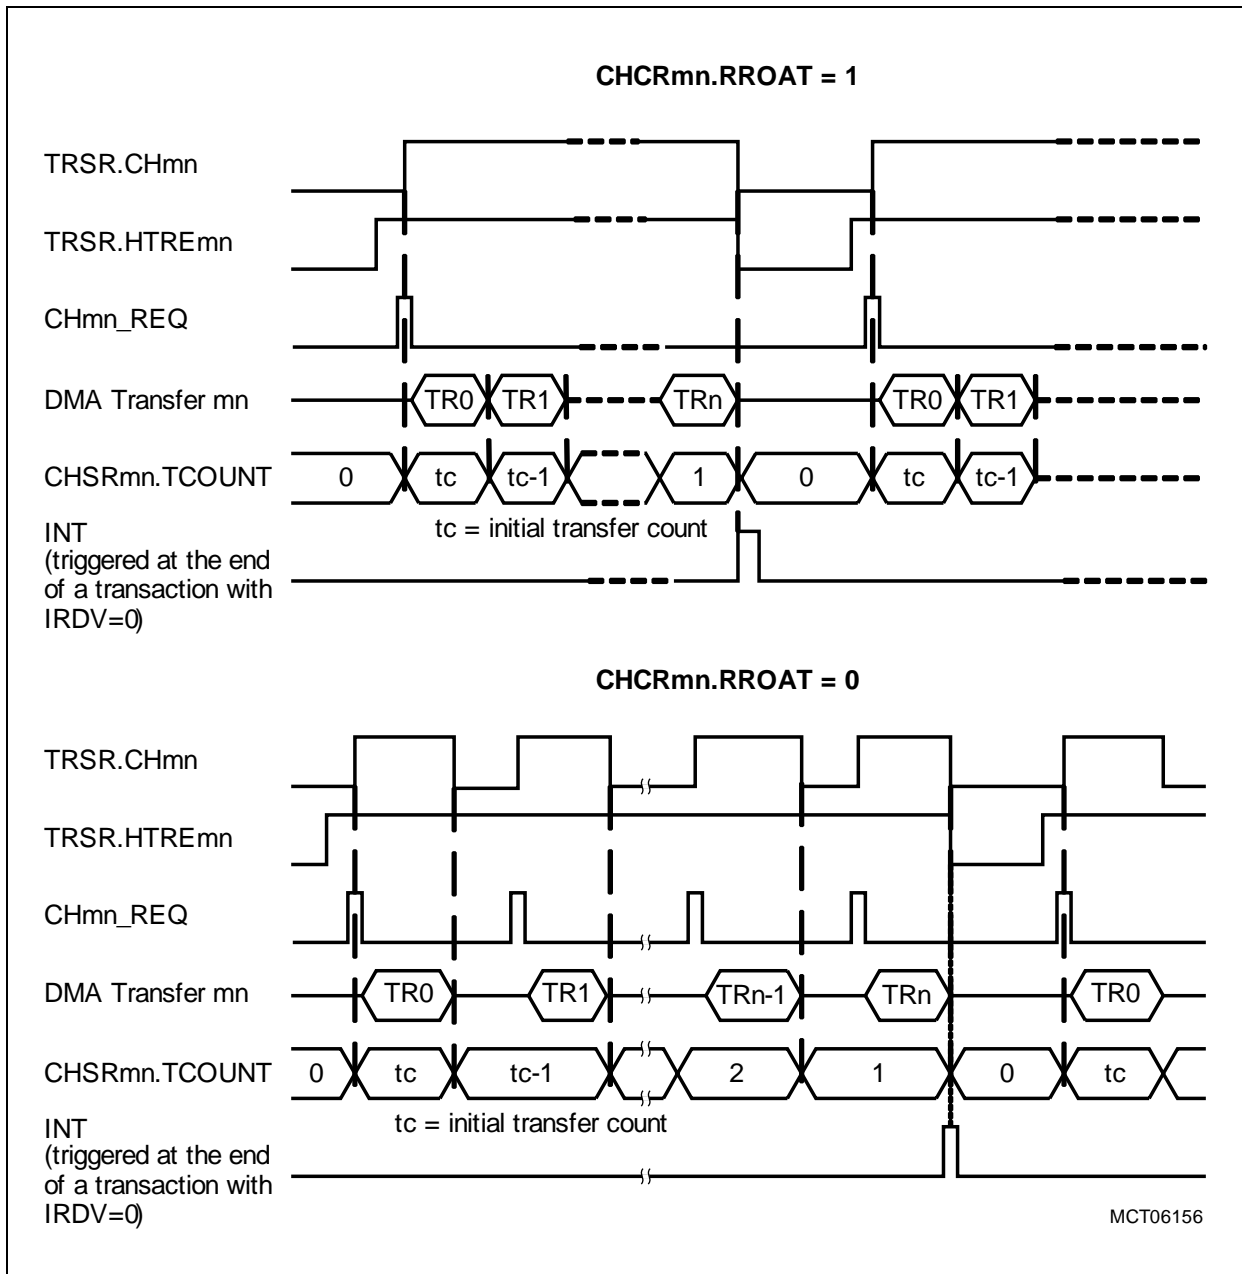 CHCRmn.RROAT = 1
TRSR.CHmn
TRSR.HTREmn
CHmn_REQ
DMA Transfer mn TR0 TR1 TRn TR0 TR1
CHSRmn.TCOUNT 0 tc tc-1 1 0 tc tc-1
tc = initial transfer count
INT
(triggered at the end
of a transaction with
IRDV=0)
CHCRmn.RROAT = 0
TRSR.CHmn
TRSR.HTREmn
CHmn_REQ
DMA Transfer mn TR0 TR1 TRn-1 TRn TR0
CHSRmn.TCOUNT 0 tc tc-1 2 1 0 tc
tc = initial transfer count
INT
(triggered at the end
of a transaction with
IRDV=0)
MCT06156